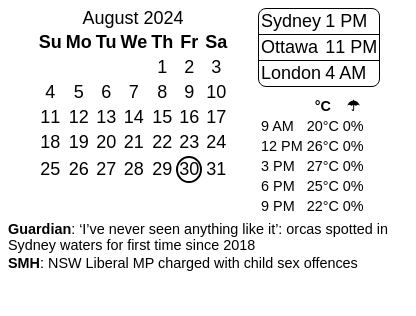 August 2024
Su Mo Tu We Th Fr Sa
1 2 3
4 5 6 7 8 9 10
11 12 13 14 15 16 17
18 19 20 21 22 23 24
25 26 27 28 29 30 31
Sydney 1 PM
Ottawa 11 PM
London 4 AM
°C ☂
9 AM 20°C 0%
12 PM 26°C 0%
3 PM 27°C 0%
6 PM 25°C 0%
9 PM 22°C 0%
Guardian: ‘I’ve never seen anything like it’: orcas spotted in
Sydney waters for first time since 2018
SMH: NSW Liberal MP charged with child sex offences